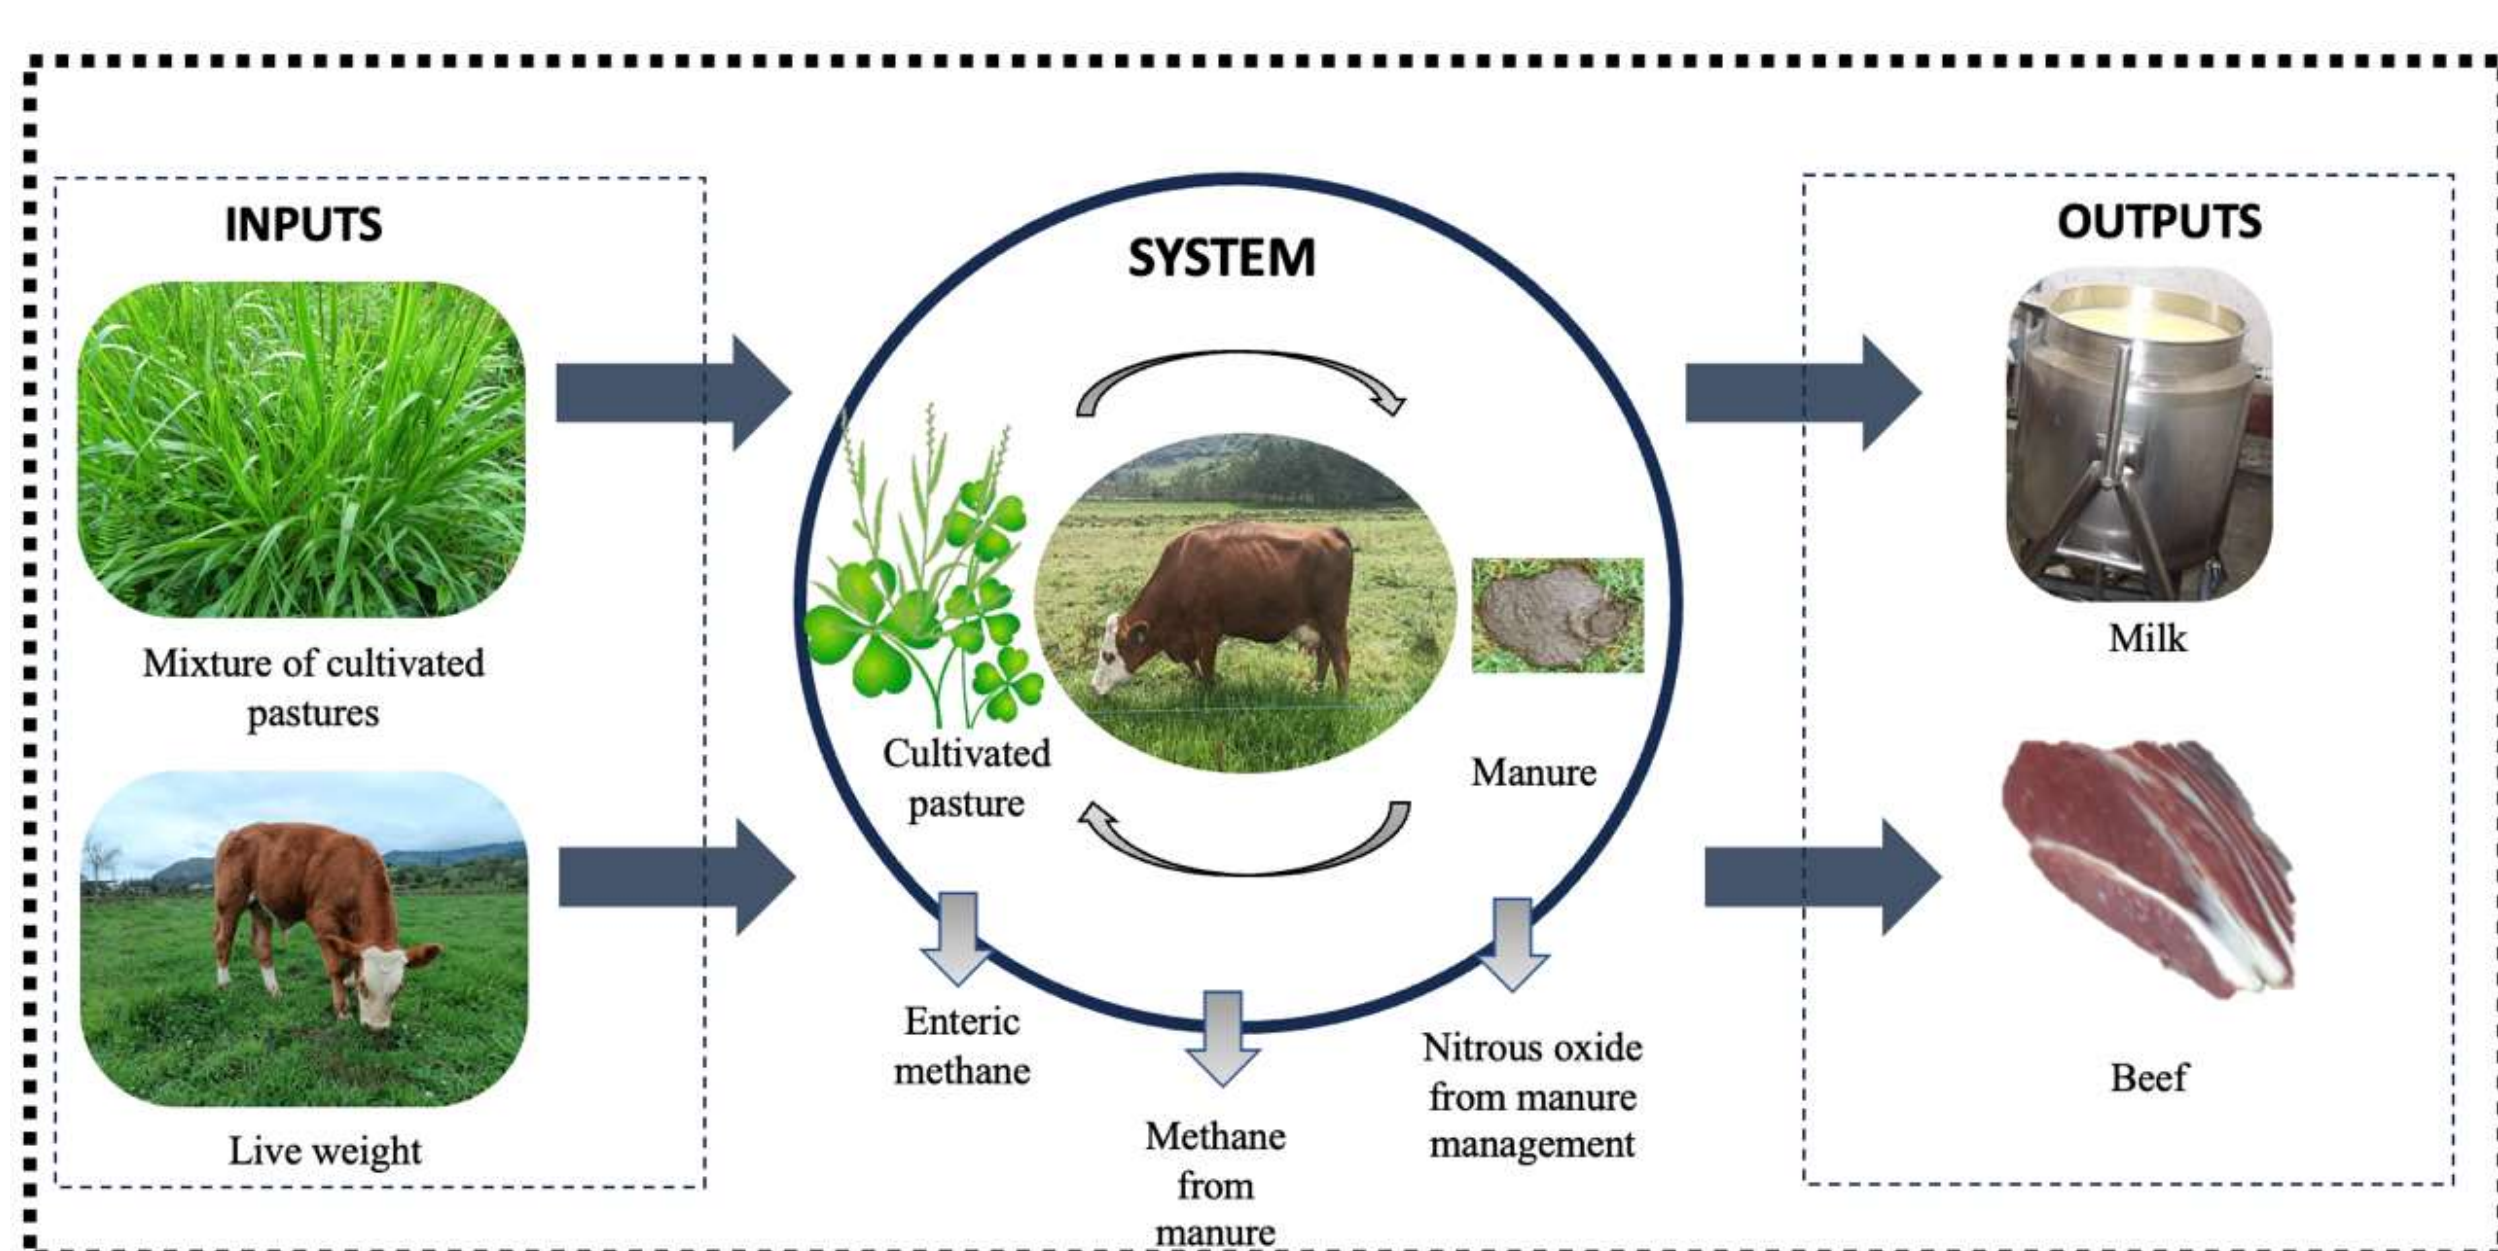 INPUTS
Mixture of cultivated
pastures
Live weight
SYSTEM
Cultivated
pasture
Manure
Enteric
methane
Methane
from
manure
Nitrous oxide
from manure
management
OUTPUTS
Milk
Beef